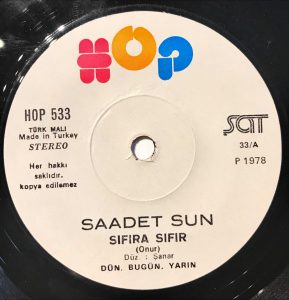 HOP
HOP 533
TÜRK MALI
Made in Turkey
STEREO
Her hakkı
saklıdır,
kopya edilemez
SAT
33/A
P 1978
SAADET SUN
SIFIRA SIFIR
(Onur)
Düz. : Şanar
DÜN, BUGÜN, YARIN